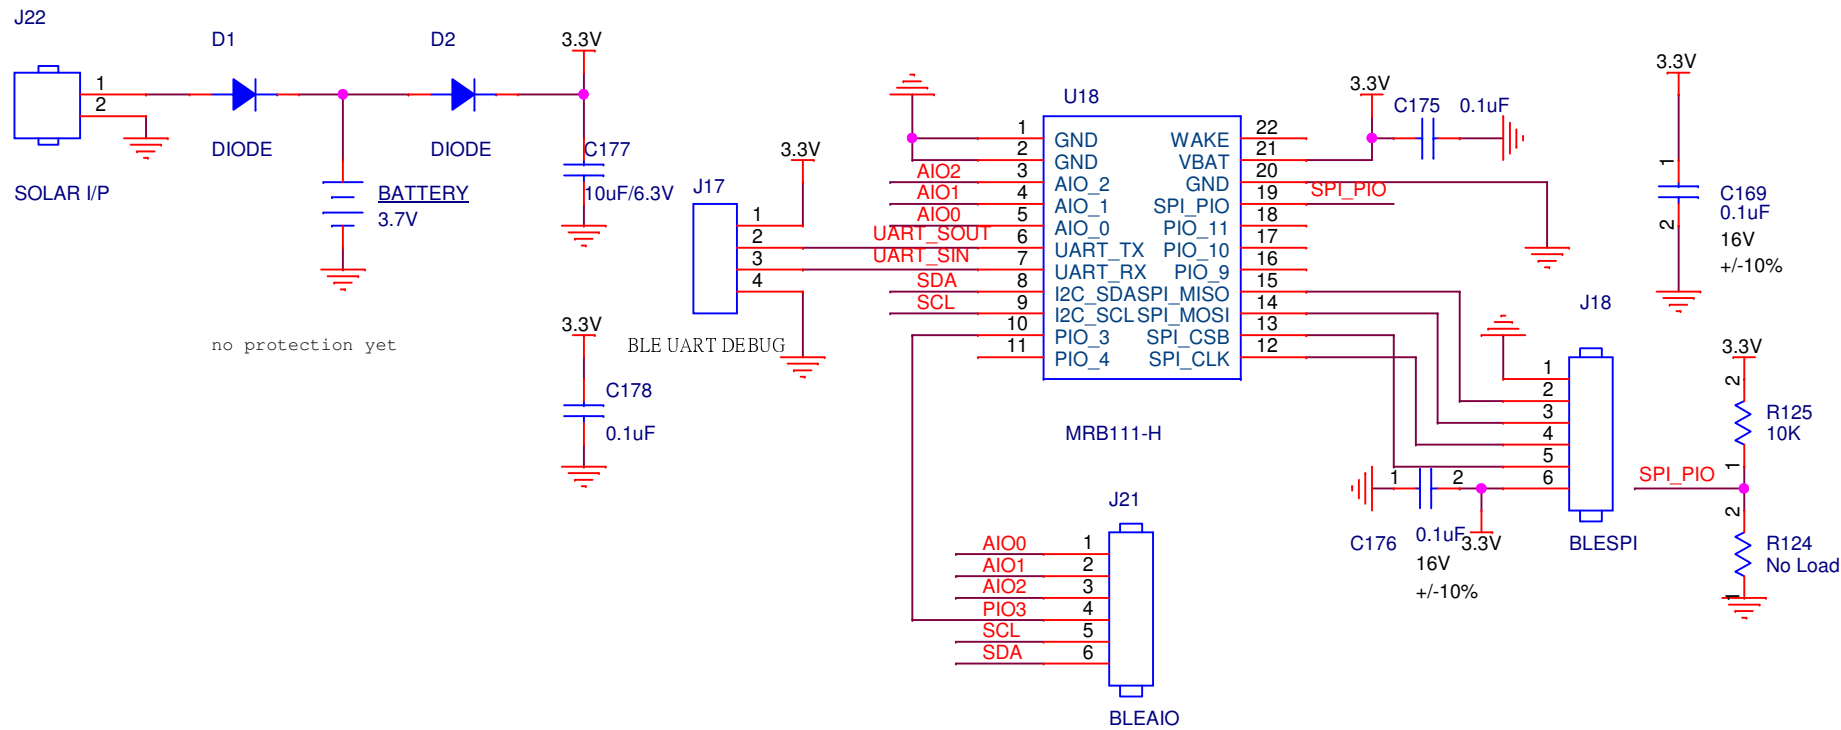 J22
D1
D2
3.3V
1
2
DIODE
DIODE
SOLAR I/P
BATTERY
3.7V
C177
10uF/6.3V
no protection yet
3.3V
C178
0.1uF
3.3V
J17
1
2
3
4
BLE UART DEBUG
U18
MRB111-H
AIO2
AIO1
AIO0
UART_SOUT
UART_SIN
SDA
SCL
1 GND
2 GND
3 AIO_2
4 AIO_1
5 AIO_0
6 UART_TX
7 UART_RX
8 I2C_SDA
9 I2C_SCL
10 PIO_3
11 PIO_4
WAKE 22
VBAT 21
GND 20
SPI_PIO 19
PIO_11 18
PIO_10 17
PIO_9 16
SPI_MISO 15
SPI_MOSI 14
SPI_CSB 13
SPI_CLK 12
SPI_PIO
3.3V
C175 0.1uF
3.3V
1
2
C169
0.1uF
16V
+/-10%
J18
1
2
3
4
5
6
BLESPI
1 2
C176
0.1uF
16V
+/-10%
3.3V
3.3V
2
R125
10K
1
SPI_PIO
2
R124
No Load
1
J21
AIO0 1
AIO1 2
AIO2 3
PIO3 4
SCL 5
SDA 6
BLEAIO